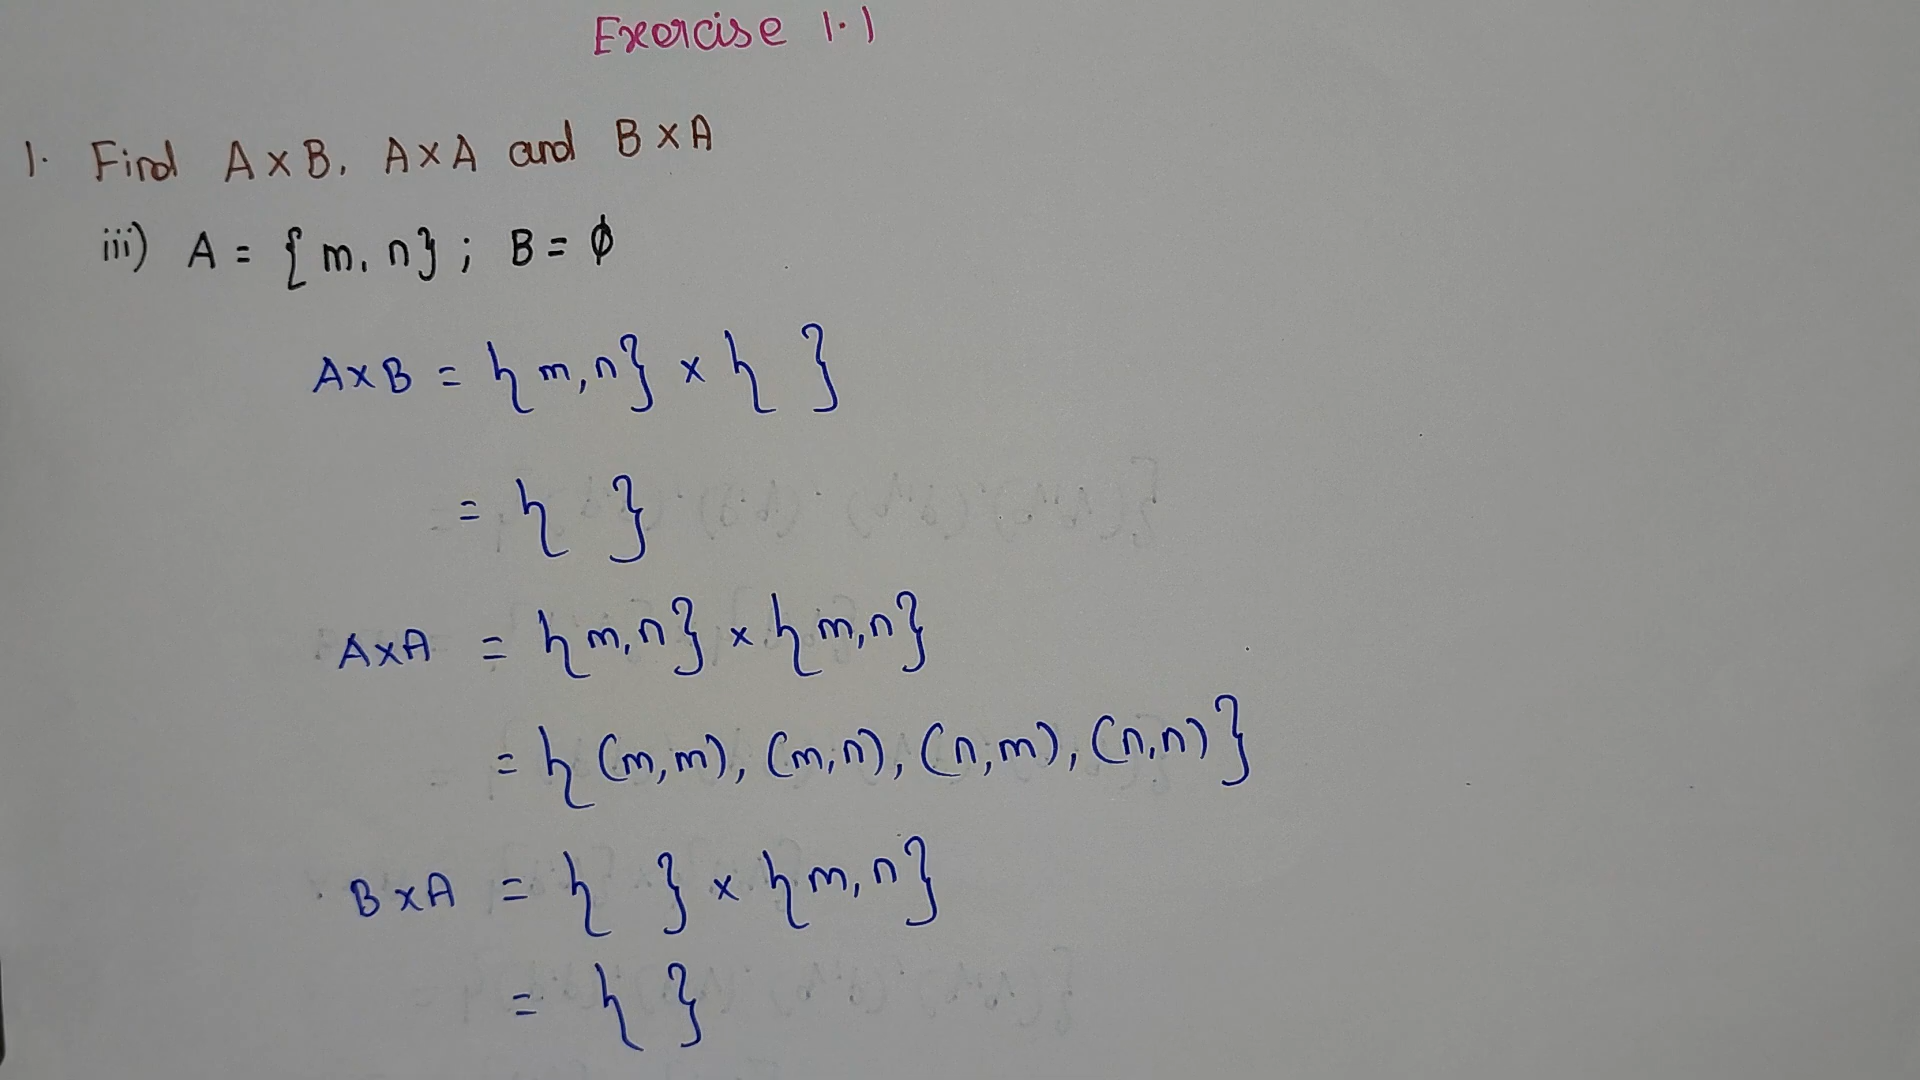 Exercise 1.1
1. Find A×B, A×A and B×A
iii) A = {m, n}; B = ϕ
A×B = {m,n} × { }
= { }
A×A = {m,n} × {m,n}
= {(m,m), (m,n), (n,m), (n,n)}
B×A = { } × {m,n}
= { }